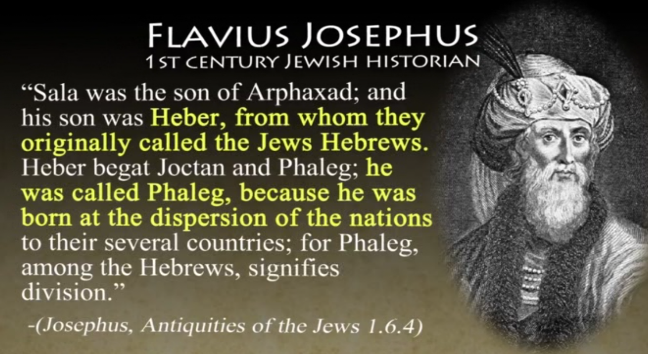 FLAVIUS JOSEPHUS
1ST CENTURY JEWISH HISTORIAN
“Sala was the son of Arphaxad; and
his son was Heber, from whom they
originally called the Jews Hebrews.
Heber begat Joctan and Phaleg; he
was called Phaleg, because he was
born at the dispersion of the nations
to their several countries; for Phaleg,
among the Hebrews, signifies
division.”
-(Josephus, Antiquities of the Jews 1.6.4)